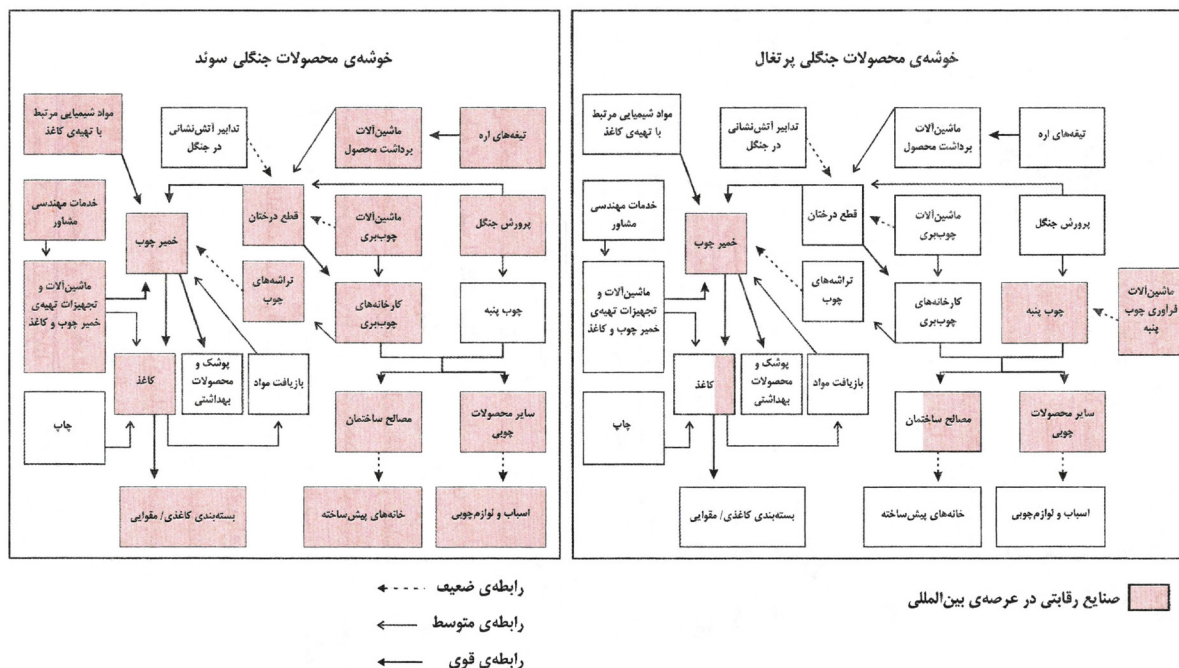 خوشه‌ی محصولات جنگلی پرتغال
تیغه‌های اره
ماشین‌آلات
برداشت محصول
تدابیر آتش‌نشانی
در جنگل
مواد شیمیایی مرتبط
با تهیه‌ی کاغذ
پرورش جنگل
ماشین‌آلات
چوب‌بری
قطع درختان
خمیر چوب
خدمات مهندسی
مشاور
ماشین‌آلات
فرآوری چوب
پنبه
چوب پنبه
کارخانه‌های
چوب‌بری
تراشه‌های
چوب
ماشین‌آلات و
تجهیزات تهیه‌ی
خمیر چوب و کاغذ
بازیافت مواد
پوشک و
محصولات
بهداشتی
کاغذ
سایر محصولات
چوبی
مصالح ساختمان
چاپ
اسباب و لوازم‌چوبی
خانه‌های پیش‌ساخته
بسته‌بندی کاغذی/ مقوایی
خوشه‌ی محصولات جنگلی سوئد
تیغه‌های اره
ماشین‌آلات
برداشت محصول
تدابیر آتش‌نشانی
در جنگل
مواد شیمیایی مرتبط
با تهیه‌ی کاغذ
پرورش جنگل
ماشین‌آلات
چوب‌بری
قطع درختان
خمیر چوب
خدمات مهندسی
مشاور
چوب پنبه
کارخانه‌های
چوب‌بری
تراشه‌های
چوب
ماشین‌آلات و
تجهیزات تهیه‌ی
خمیر چوب و کاغذ
بازیافت مواد
پوشک و
محصولات
بهداشتی
کاغذ
سایر محصولات
چوبی
مصالح ساختمان
چاپ
اسباب و لوازم‌چوبی
خانه‌های پیش‌ساخته
بسته‌بندی کاغذی/ مقوایی
صنایع رقابتی در عرصه‌ی بین‌المللی
رابطه‌ی ضعیف
رابطه‌ی متوسط
رابطه‌ی قوی